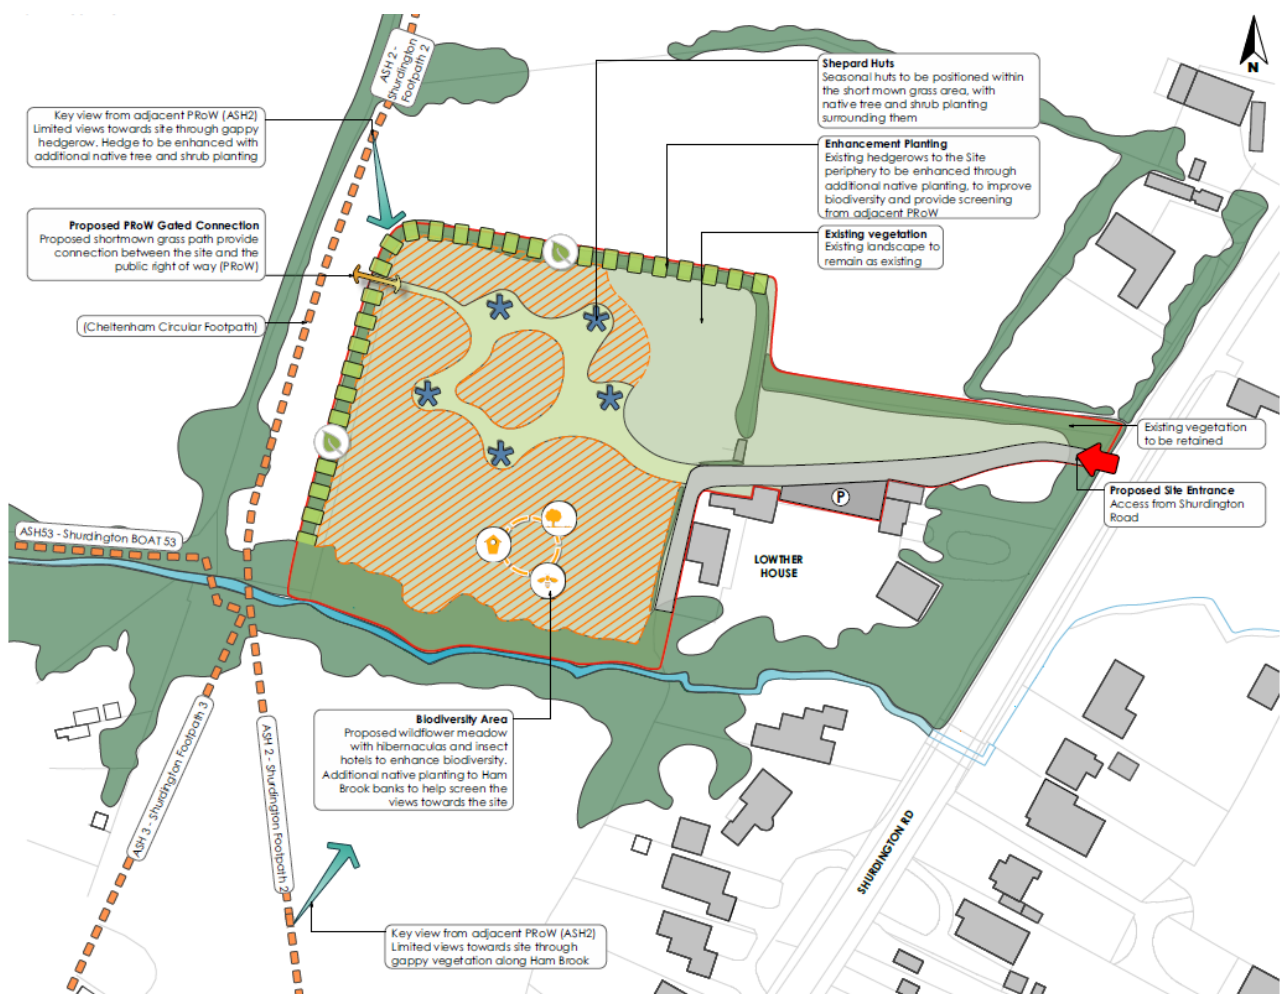 ASH 2 -
Shurdington
Footpath 2
N
Shepard Huts
Seasonal huts to be positioned within
the short mown grass area, with
native tree and shrub planting
surrounding them
Key view from adjacent PRoW (ASH2)
Limited views towards site through gappy
hedgerow. Hedge to be enhanced with
additional native tree and shrub planting
Enhancement Planting
Existing hedgerows to the Site
periphery to be enhanced through
additional native planting, to improve
biodiversity and provide screening
from adjacent PRoW
Proposed PRoW Gated Connection
Proposed shortmown grass path provide
connection between the site and the
public right of way (PRoW)
Existing vegetation
Existing landscape to
remain as existing
(Cheltenham Circular Footpath)
Existing vegetation
to be retained
Proposed Site Entrance
Access from Shurdington
Road
P
ASH53 - Shurdington BOAT 53
LOWTHER
HOUSE
Biodiversity Area
Proposed wildflower meadow
with hibernaculas and insect
hotels to enhance biodiversity.
Additional native planting to Ham
Brook banks to help screen the
views towards the site
ASH 3 - Shurdington Footpath 3
ASH 2 - Shurdington Footpath 2
SHURDINGTON RD
Key view from adjacent PRoW (ASH2)
Limited views towards site through
gappy vegetation along Ham Brook